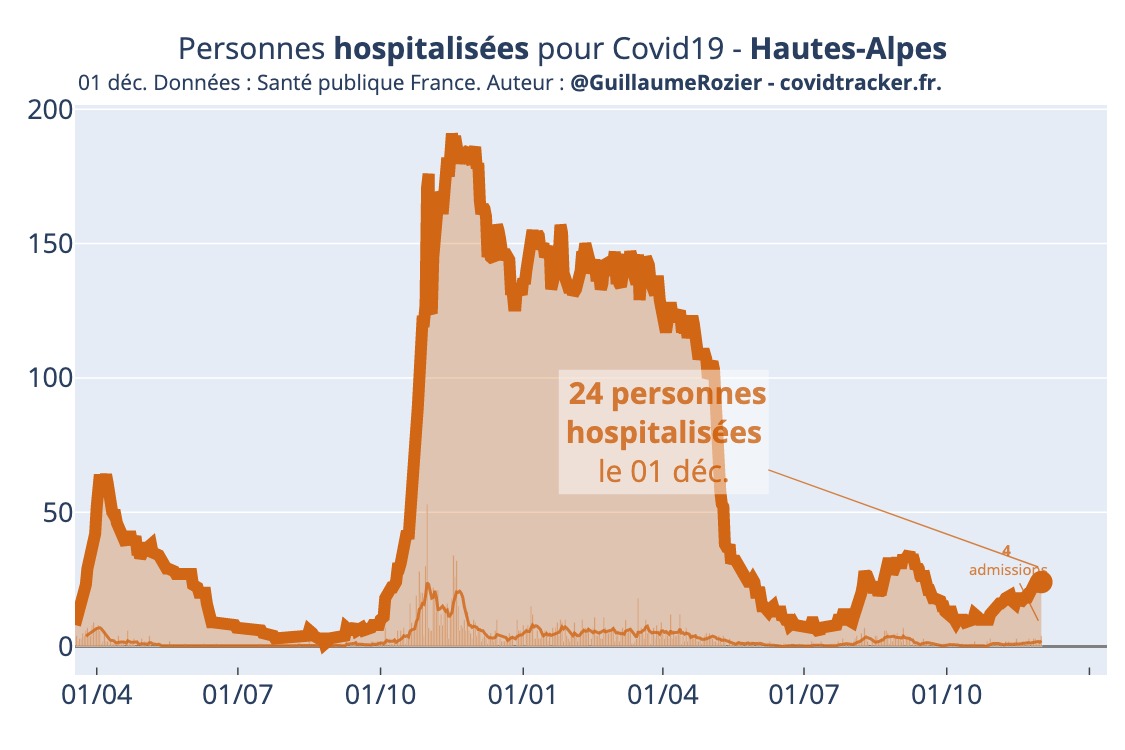 Personnes hospitalisées pour Covid19 - Hautes-Alpes
01 déc. Données : Santé publique France. Auteur : @GuillaumeRozier - covidtracker.fr.
200
150
100
50
0
24 personnes
hospitalisées
le 01 déc.
4
admissions
01/04 01/07 01/10 01/01 01/04 01/07 01/10